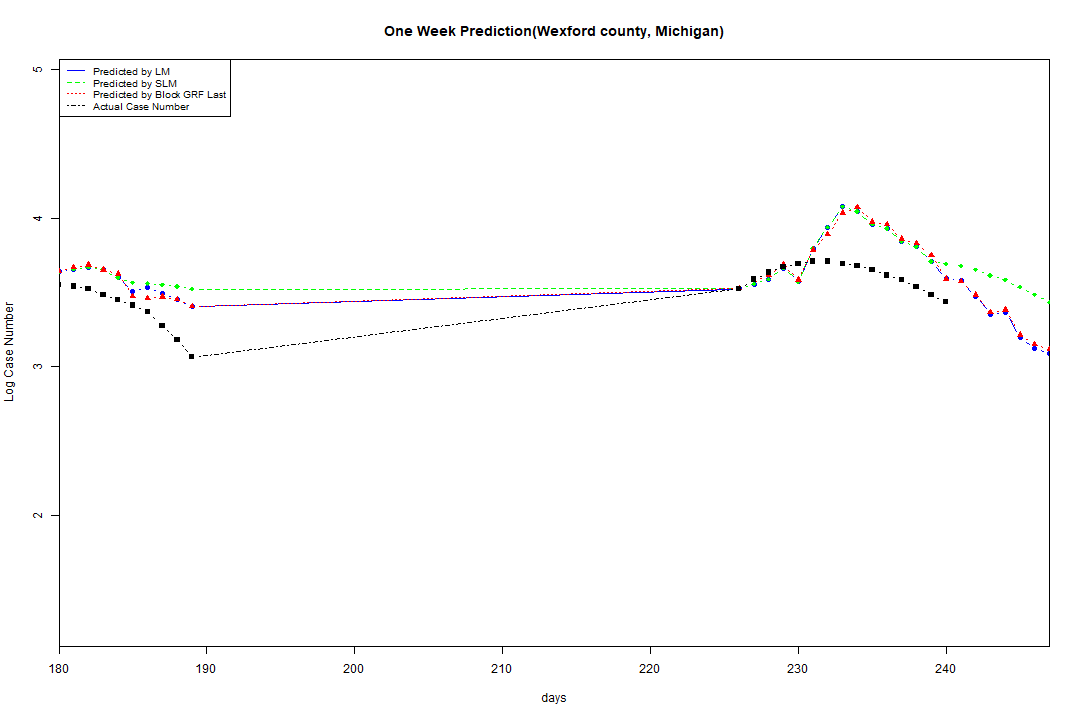 One Week Prediction(Wexford county, Michigan)
Predicted by LM
Predicted by SLM
Predicted by Block GRF Last
Actual Case Number
5
4
3
2
Log Case Number
180 190 200 210 220 230 240
days